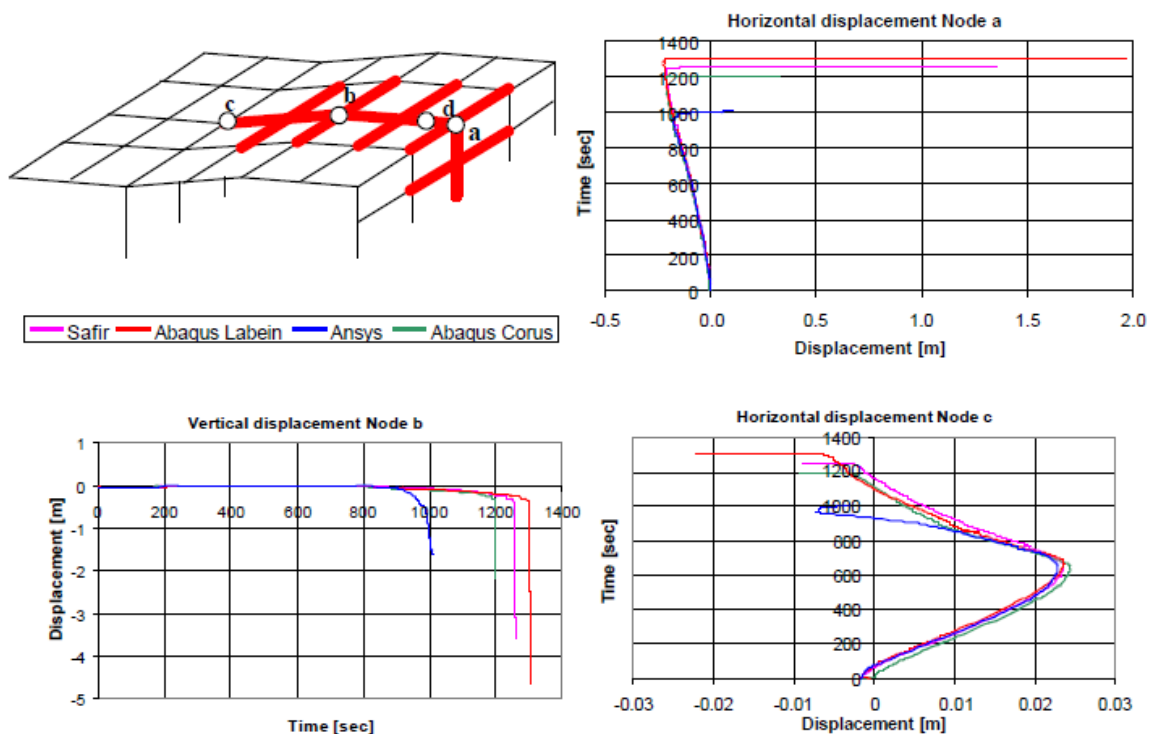 c
b
d
a
Safir Abaqus Labein Ansys Abaqus Corus
Horizontal displacement Node a
1400
1200
1000
800
600
400
200
0
-0.5 0.0 0.5 1.0 1.5 2.0
Time [sec]
Displacement [m]
Vertical displacement Node b
1
0
-1
-2
-3
-4
-5
0 200 400 600 800 1000 1200 1400
Displacement [m]
Time [sec]
Horizontal displacement Node c
1400
1200
1000
800
600
400
200
0
-0.03 -0.02 -0.01 0 0.01 0.02 0.03
Time [sec]
Displacement [m]